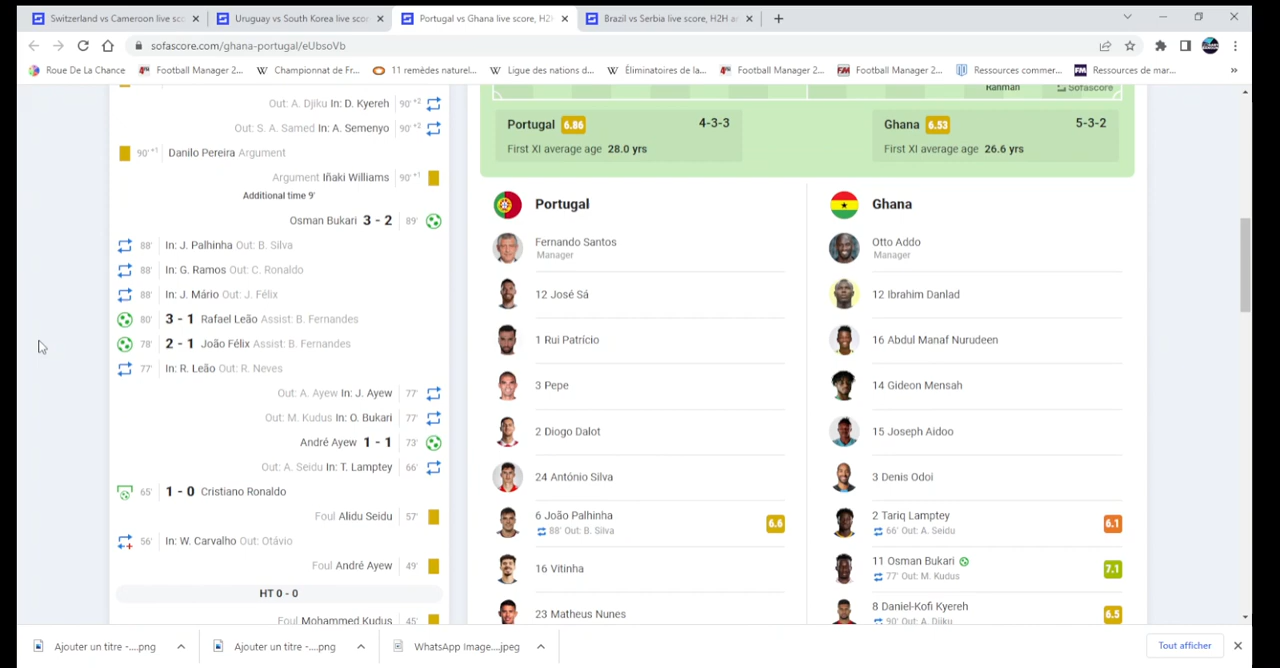 Switzerland vs Cameroon live sco
Uruguay vs South Korea live score
Portugal vs Ghana live score, H2H
Brazil vs Serbia live score, H2H ar
sofascore.com/ghana-portugal/eUbsoVb
Roue De La Chance
Football Manager 2...
Championnat de Fr...
11 remèdes naturel...
Ligue des nations d...
Éliminatoires de la...
Football Manager 2...
Football Manager 2...
Ressources commer...
Ressources de mar...
»
Out: A. Djiku In: D. Kyereh 90'+2
Out: S. A. Samed In: A. Semenyo 90'+2
90'+1 Danilo Pereira Argument
Argument Iñaki Williams 90'+1
Additional time 9'
Osman Bukari 3 - 2 89'
88' In: J. Palhinha Out: B. Silva
88' In: G. Ramos Out: C. Ronaldo
88' In: J. Mário Out: J. Félix
80' 3 - 1 Rafael Leão Assist: B. Fernandes
78' 2 - 1 João Félix Assist: B. Fernandes
77' In: R. Leão Out: R. Neves
Out: A. Ayew In: J. Ayew 77'
Out: M. Kudus In: O. Bukari 77'
André Ayew 1 - 1 73'
Out: A. Seidu In: T. Lamptey 66'
65' 1 - 0 Cristiano Ronaldo
Foul Alidu Seidu 57'
56' In: W. Carvalho Out: Otávio
Foul André Ayew 49'
HT 0 - 0
Foul Mohammed Kudus 45'
Rahman
Sofascore
Portugal 6.86 4-3-3
First XI average age 28.0 yrs
Ghana 6.53 5-3-2
First XI average age 26.6 yrs
Portugal
Fernando Santos
Manager
12 José Sá
1 Rui Patrício
3 Pepe
2 Diogo Dalot
24 António Silva
6 João Palhinha
88' Out: B. Silva
6.6
16 Vitinha
23 Matheus Nunes
Ghana
Otto Addo
Manager
12 Ibrahim Danlad
16 Abdul Manaf Nurudeen
14 Gideon Mensah
15 Joseph Aidoo
3 Denis Odoi
2 Tariq Lamptey
66' Out: A. Seidu
6.1
11 Osman Bukari
77' Out: M. Kudus
7.1
8 Daniel-Kofi Kyereh
90' Out: A. Djiku
6.5
Ajouter un titre -....png
Ajouter un titre -....png
WhatsApp Image....jpeg
Tout afficher